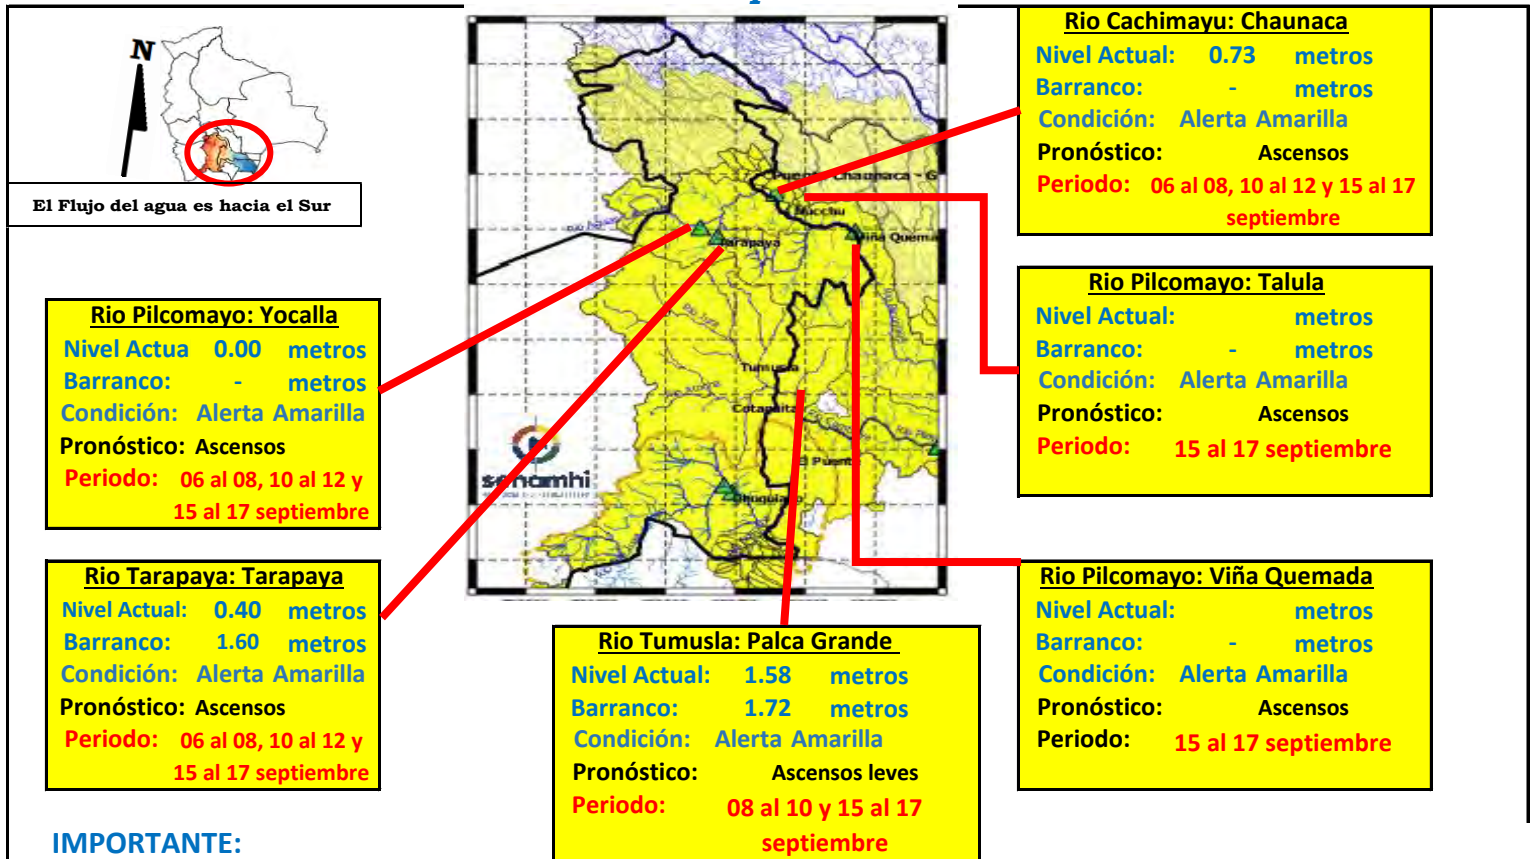 N
El Flujo del agua es hacia el Sur
Rio Pilcomayo: Yocalla
Nivel Actua 0.00 metros
Barranco: - metros
Condición: Alerta Amarilla
Pronóstico: Ascensos
Periodo: 06 al 08, 10 al 12 y
15 al 17 septiembre
Rio Tarapaya: Tarapaya
Nivel Actual: 0.40 metros
Barranco: 1.60 metros
Condición: Alerta Amarilla
Pronóstico: Ascensos
Periodo: 06 al 08, 10 al 12 y
15 al 17 septiembre
IMPORTANTE:
Puente Chaunaca - G
Tarapaya
Viña Quema
Tumusla
Cotagaita
El Puente
senamhi
Rio Tumusla: Palca Grande
Nivel Actual: 1.58 metros
Barranco: 1.72 metros
Condición: Alerta Amarilla
Pronóstico: Ascensos leves
Periodo: 08 al 10 y 15 al 17
septiembre
Rio Cachimayu: Chaunaca
Nivel Actual: 0.73 metros
Barranco: - metros
Condición: Alerta Amarilla
Pronóstico: Ascensos
Periodo: 06 al 08, 10 al 12 y 15 al 17
septiembre
Rio Pilcomayo: Talula
Nivel Actual: metros
Barranco: - metros
Condición: Alerta Amarilla
Pronóstico: Ascensos
Periodo: 15 al 17 septiembre
Rio Pilcomayo: Viña Quemada
Nivel Actual: metros
Barranco: - metros
Condición: Alerta Amarilla
Pronóstico: Ascensos
Periodo: 15 al 17 septiembre